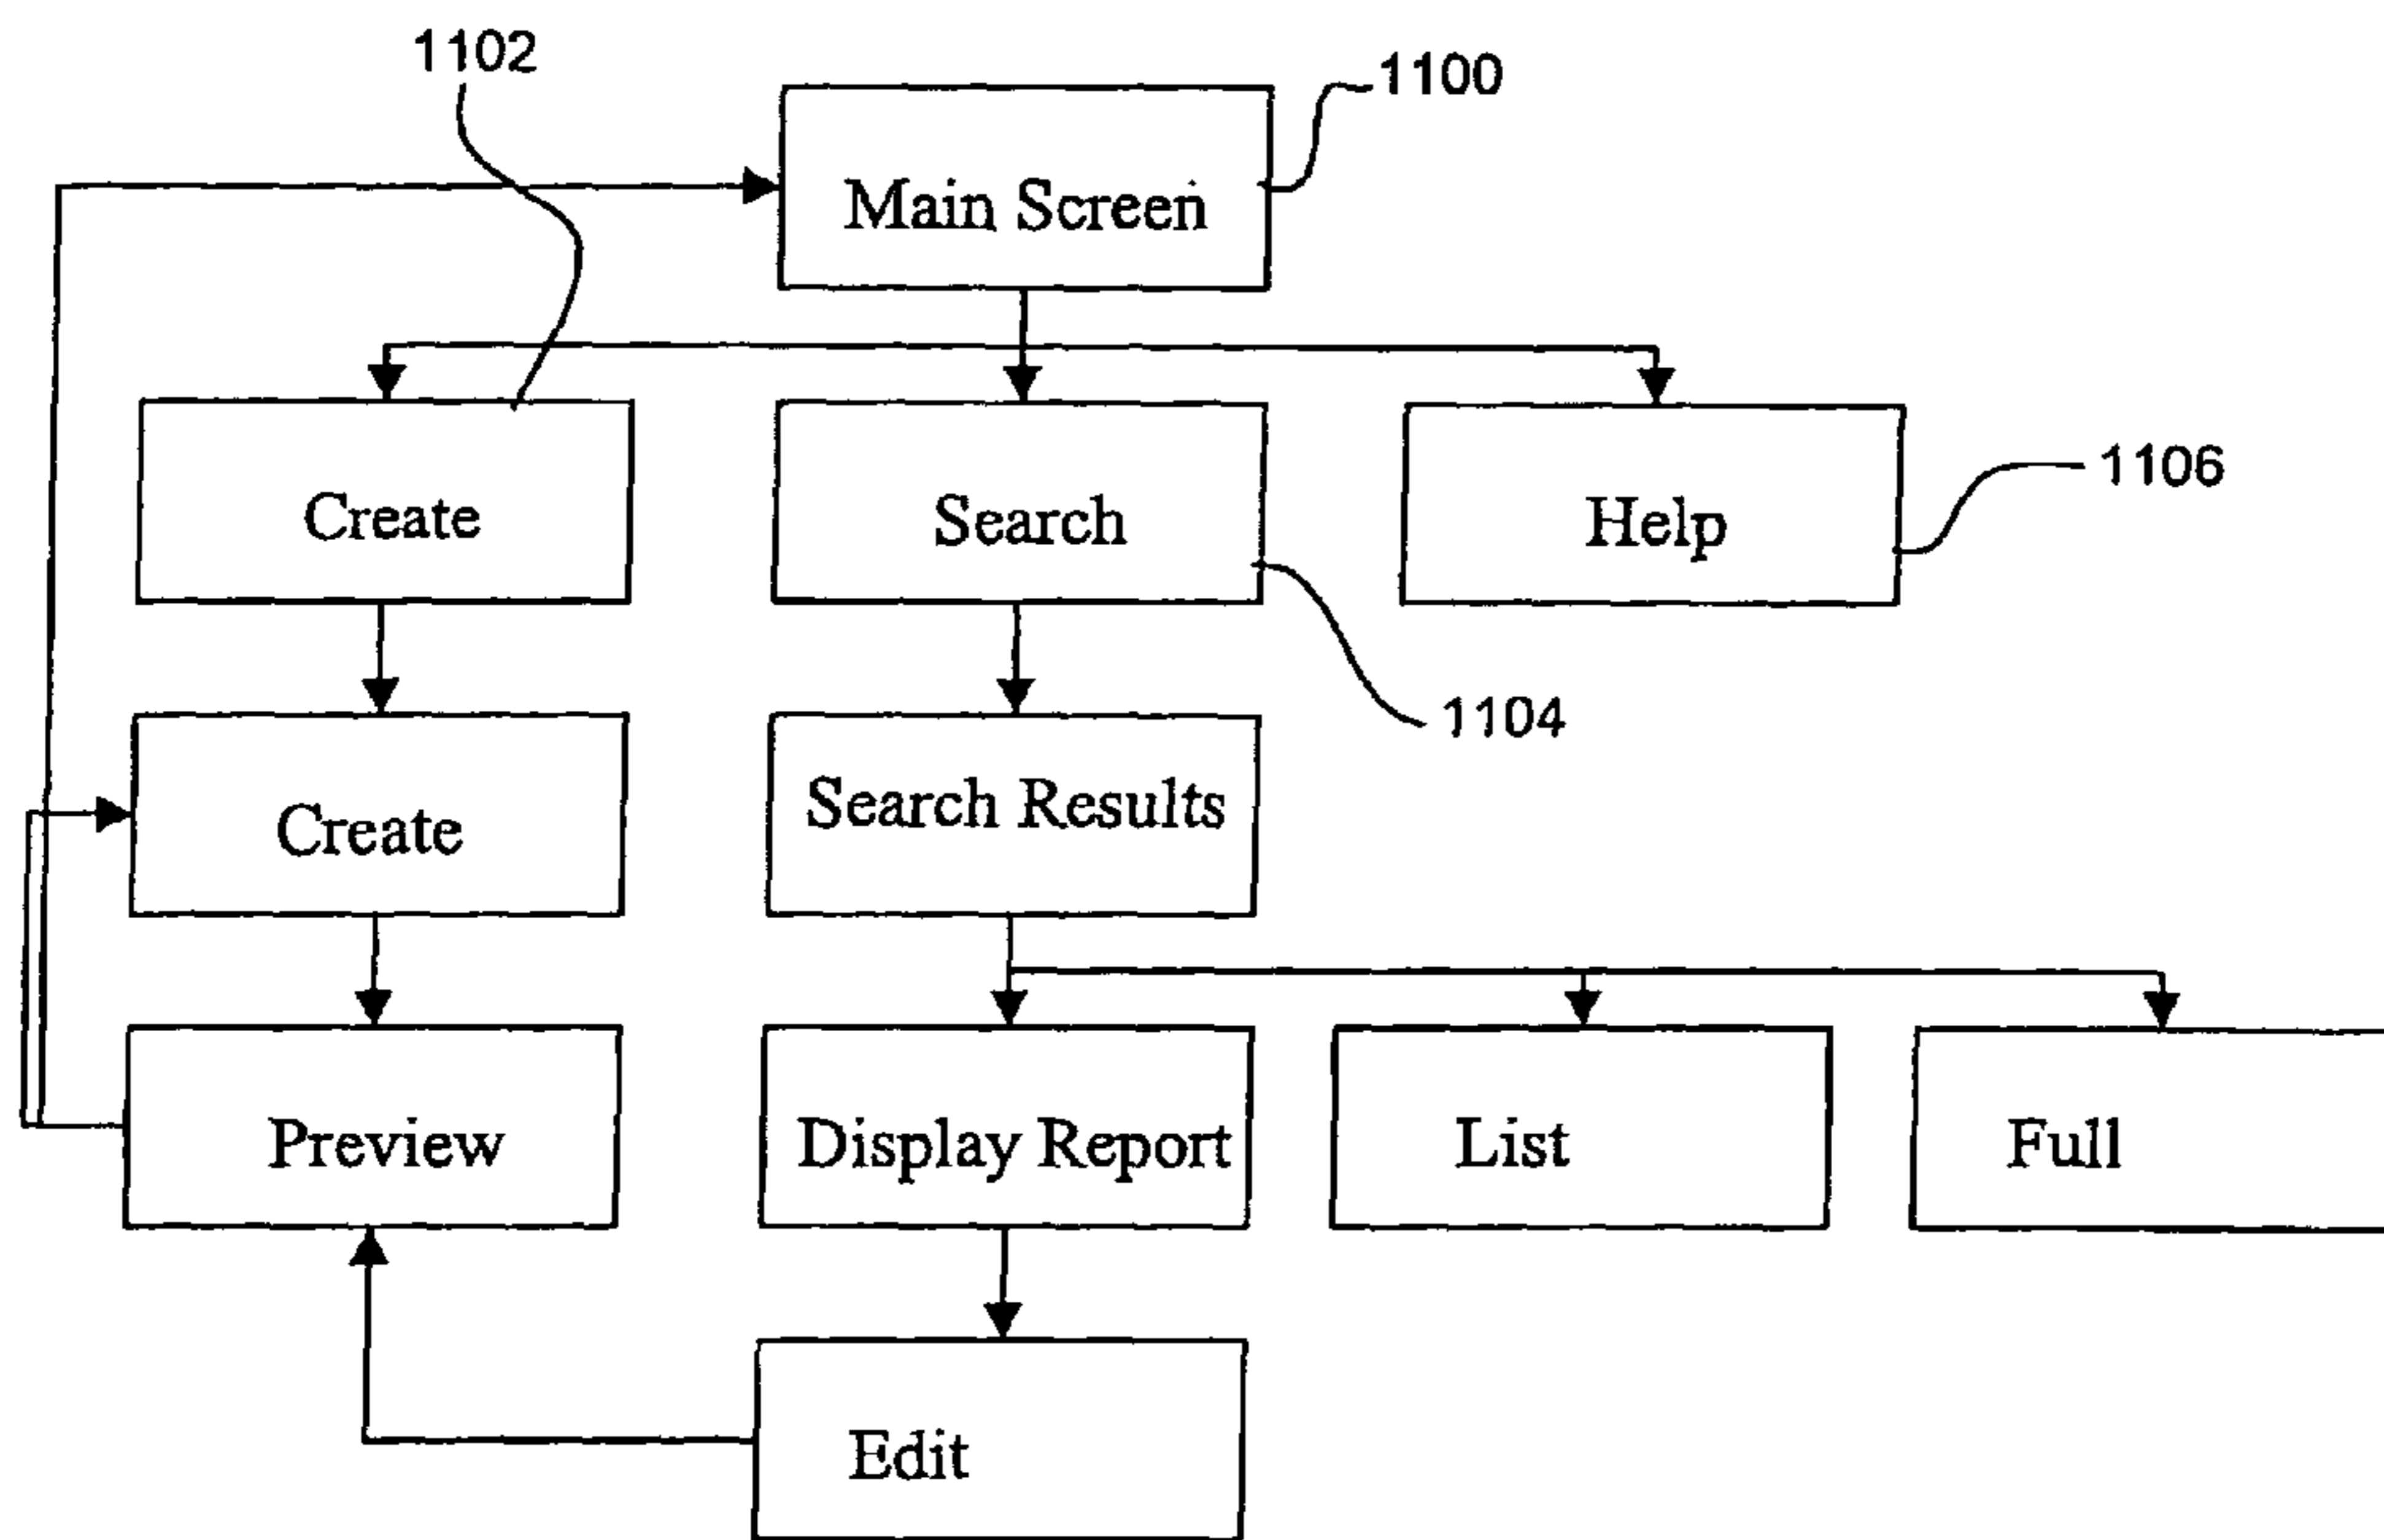 1102
1100
Main Screen
Create
Search
Help
1106
1104
Create
Search Results
Preview
Display Report
List
Full
Edit